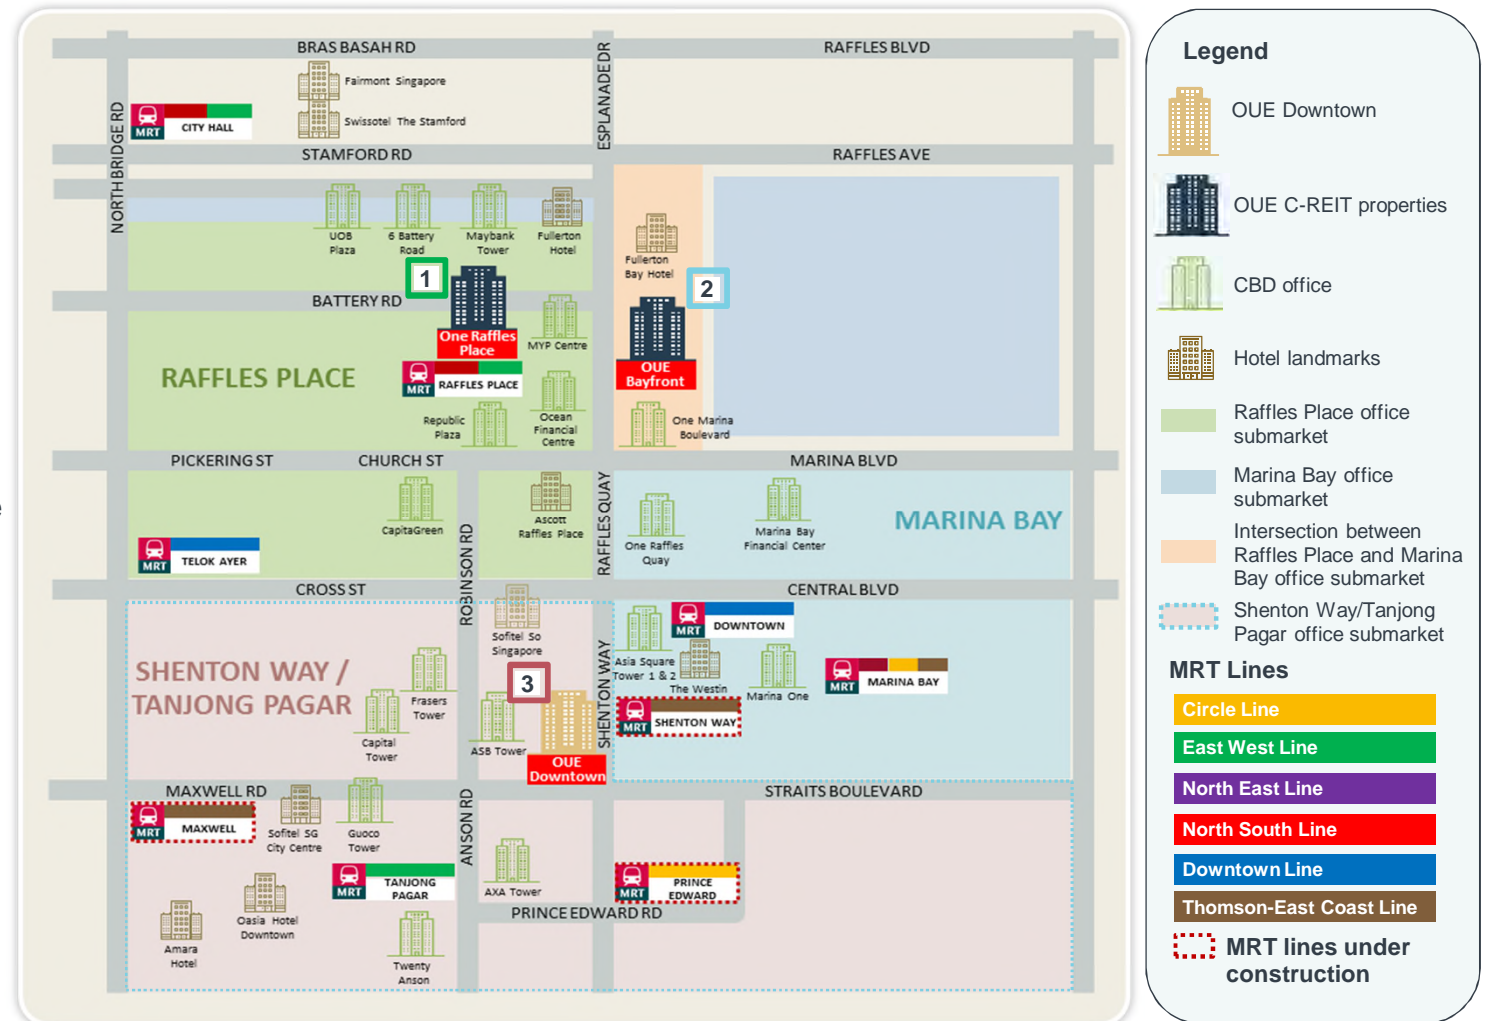 BRAS BASAH RD
RAFFLES BLVD
ESPLANADE DR
NORTH BRIDGE RD
Fairmont Singapore
Swissotel The Stamford
MRT
CITY HALL
STAMFORD RD
RAFFLES AVE
UOB
Plaza
6 Battery
Road
Maybank
Tower
Fullerton
Hotel
Fullerton
Bay Hotel
1
2
BATTERY RD
One Raffles
Place
MYP Centre
OUE
Bayfront
RAFFLES PLACE
MRT
RAFFLES PLACE
Republic
Plaza
Ocean
Financial
Centre
One Marina
Boulevard
PICKERING ST
CHURCH ST
MARINA BLVD
CapitaGreen
Ascott
Raffles Place
RAFFLES QUAY
One Raffles
Quay
Marina Bay
Financial Center
MARINA BAY
MRT
TELOK AYER
ROBINSON RD
CROSS ST
CENTRAL BLVD
Sofitel So
Singapore
SHENTON WAY
MRT
DOWNTOWN
Asia Square
Tower 1 & 2
The Westin
Marina One
MRT
MARINA BAY
SHENTON WAY /
TANJONG PAGAR
3
Frasers
Tower
Capital
Tower
ASB Tower
OUE
Downtown
MRT
SHENTON WAY
MAXWELL RD
STRAITS BOULEVARD
MRT
MAXWELL
Sofitel SG
City Centre
Guoco
Tower
ANSON RD
MRT
TANJONG
PAGAR
AXA Tower
MRT
PRINCE
EDWARD
PRINCE EDWARD RD
Oasia Hotel
Downtown
Amara
Hotel
Twenty
Anson
Legend
OUE Downtown
OUE C-REIT properties
CBD office
Hotel landmarks
Raffles Place office
submarket
Marina Bay office
submarket
Intersection between
Raffles Place and Marina
Bay office submarket
Shenton Way/Tanjong
Pagar office submarket
MRT Lines
Circle Line
East West Line
North East Line
North South Line
Downtown Line
Thomson-East Coast Line
MRT lines under
construction